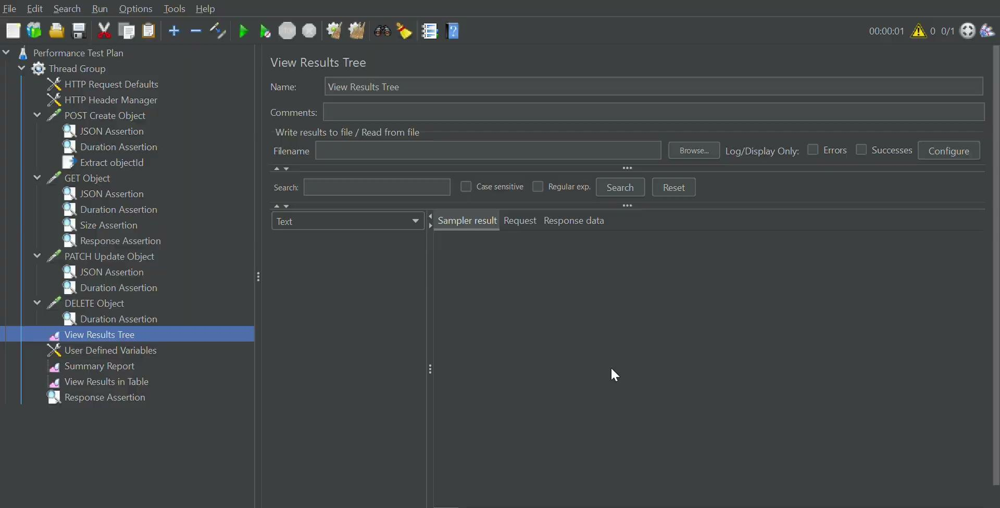 File Edit Search Run Options Tools Help
00:00:01 0 0/1
Performance Test Plan
Thread Group
HTTP Request Defaults
HTTP Header Manager
POST Create Object
JSON Assertion
Duration Assertion
Extract objectId
GET Object
JSON Assertion
Duration Assertion
Size Assertion
Response Assertion
PATCH Update Object
JSON Assertion
Duration Assertion
DELETE Object
Duration Assertion
View Results Tree
User Defined Variables
Summary Report
View Results in Table
Response Assertion
View Results Tree
Name: View Results Tree
Comments:
Write results to file / Read from file
Filename Browse... Log/Display Only: Errors Successes Configure
Search: Case sensitive Regular exp. Search Reset
Text Sampler result Request Response data